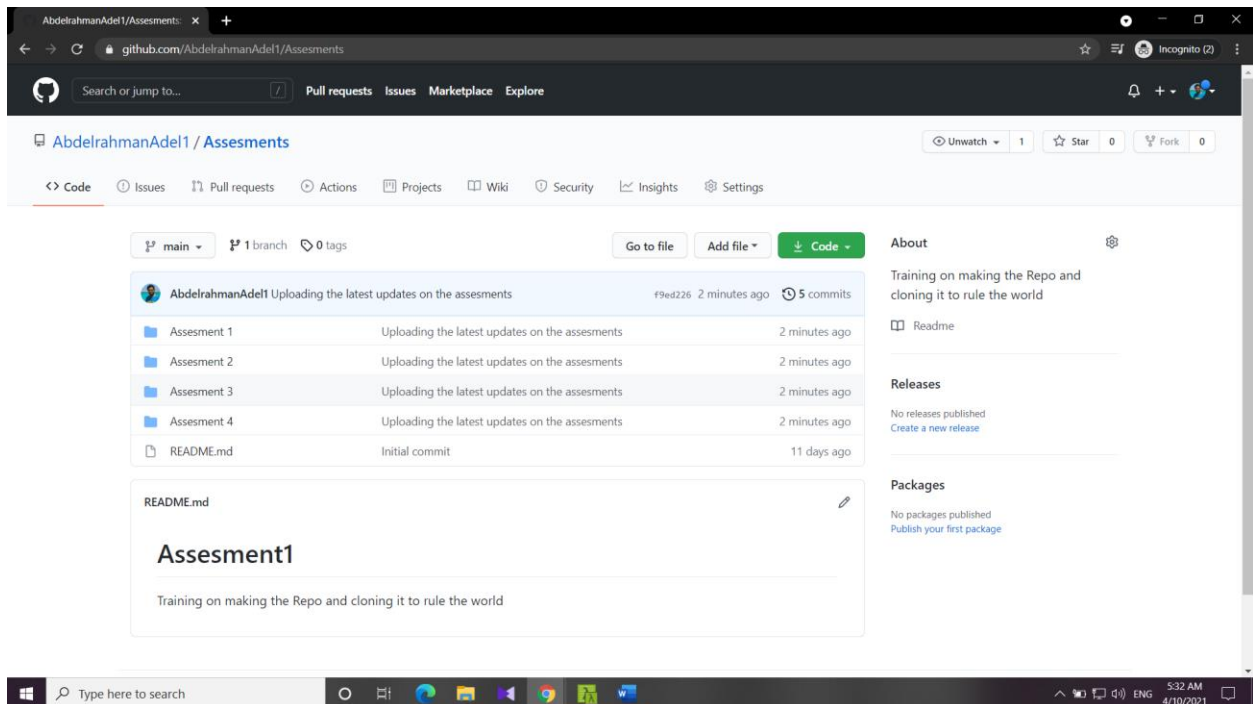 AbdelrahmanAdel1/Assesments:
github.com/AbdelrahmanAdel1/Assesments
Incognito (2)
Search or jump to...
/
Pull requests Issues Marketplace Explore
AbdelrahmanAdel1 / Assesments
Unwatch 1 Star 0 Fork 0
Code Issues Pull requests Actions Projects Wiki Security Insights Settings
main 1 branch 0 tags Go to file Add file Code
AbdelrahmanAdel1 Uploading the latest updates on the assesments f9ed226 2 minutes ago 5 commits
Assesment 1 Uploading the latest updates on the assesments 2 minutes ago
Assesment 2 Uploading the latest updates on the assesments 2 minutes ago
Assesment 3 Uploading the latest updates on the assesments 2 minutes ago
Assesment 4 Uploading the latest updates on the assesments 2 minutes ago
README.md Initial commit 11 days ago
README.md
Assesment1
Training on making the Repo and cloning it to rule the world
About
Training on making the Repo and
cloning it to rule the world
Readme
Releases
No releases published
Create a new release
Packages
No packages published
Publish your first package
Type here to search
ENG
5:32 AM
4/10/2021